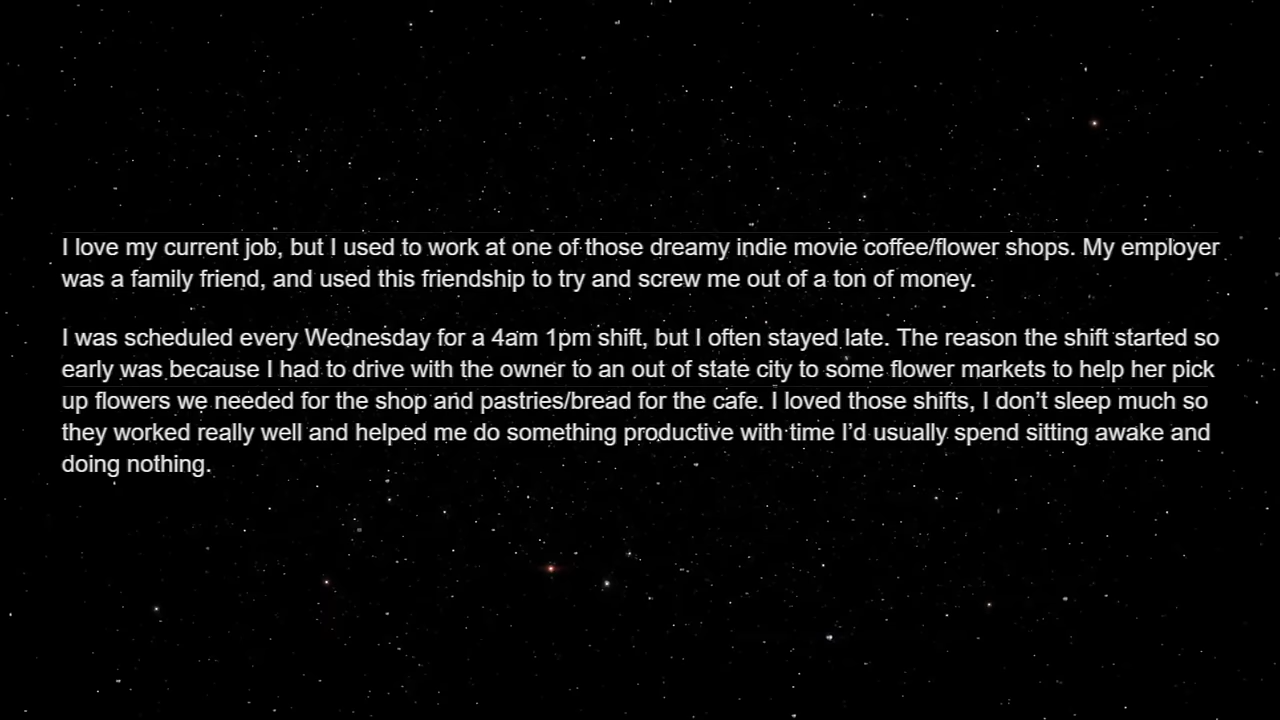 I love my current job, but I used to work at one of those dreamy indie movie coffee/flower shops. My employer
was a family friend, and used this friendship to try and screw me out of a ton of money.
I was scheduled every Wednesday for a 4am 1pm shift, but I often stayed late. The reason the shift started so
early was because I had to drive with the owner to an out of state city to some flower markets to help her pick
up flowers we needed for the shop and pastries/bread for the cafe. I loved those shifts, I don’t sleep much so
they worked really well and helped me do something productive with time I’d usually spend sitting awake and
doing nothing.